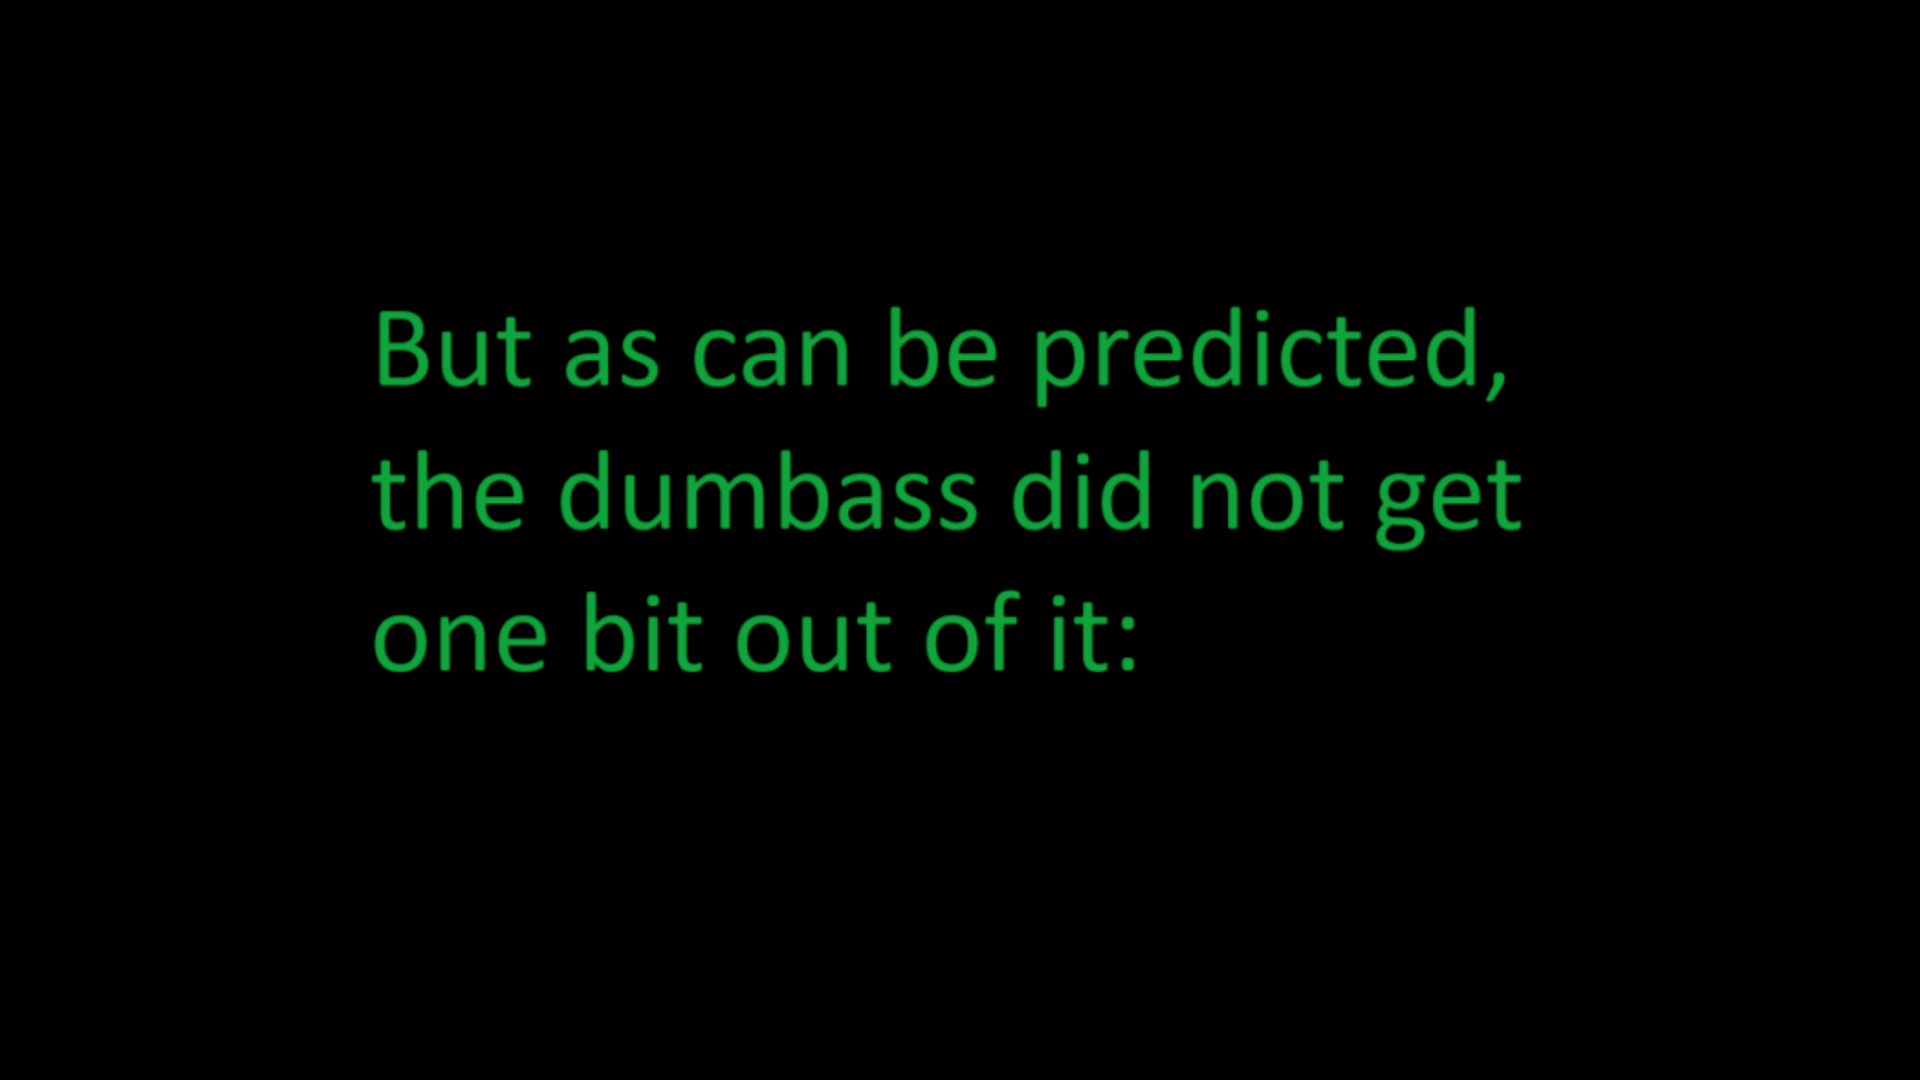 But as can be predicted,
the dumbass did not get
one bit out of it: